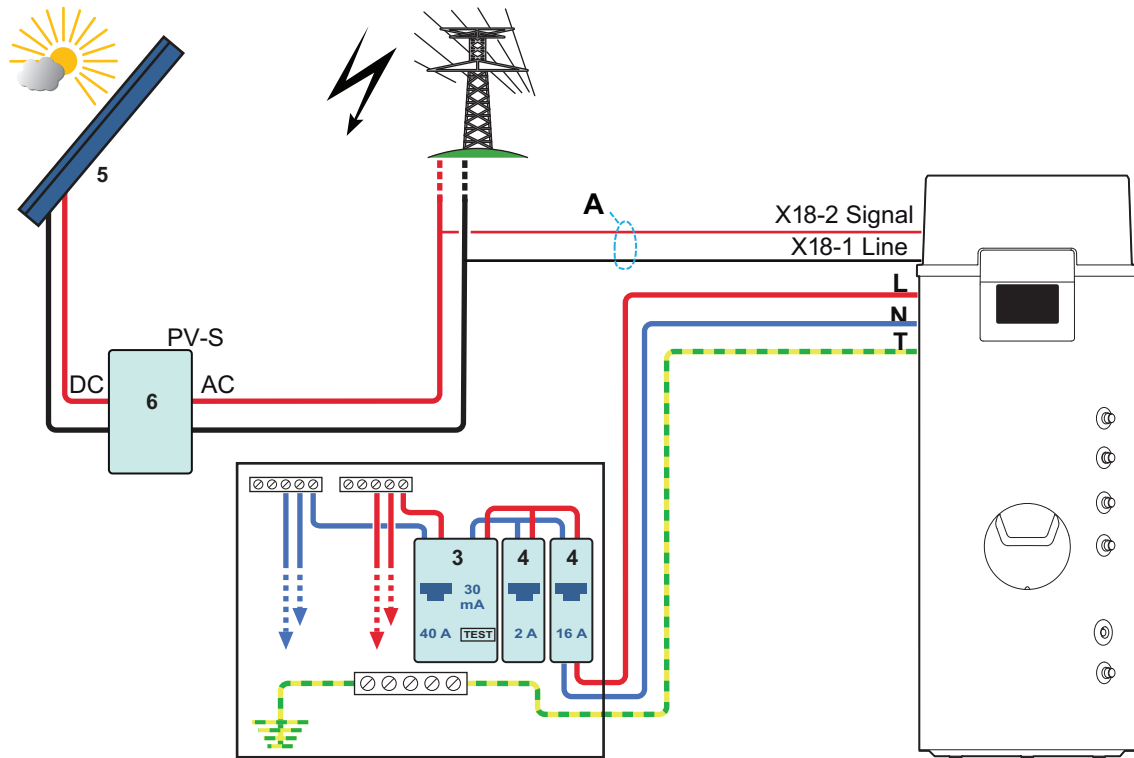 5
A
X18-2 Signal
X18-1 Line
L
N
T
PV-S
DC
6
AC
3
4
4
30
mA
40 A
TEST
2 A
16 A